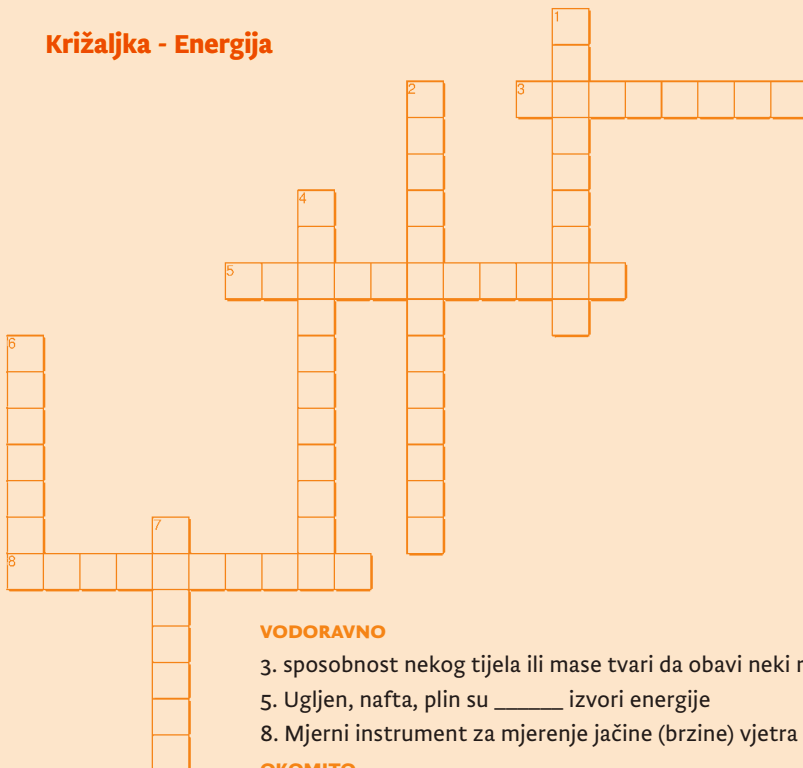 Križaljka - Energija
1
2
3
4
5
6
7
8
VODORAVNO
3. sposobnost nekog tijela ili mase tvari da obavi neki
5. Ugljen, nafta, plin su ______ izvori energije
8. Mjerni instrument za mjerenje jačine (brzine) vjetra